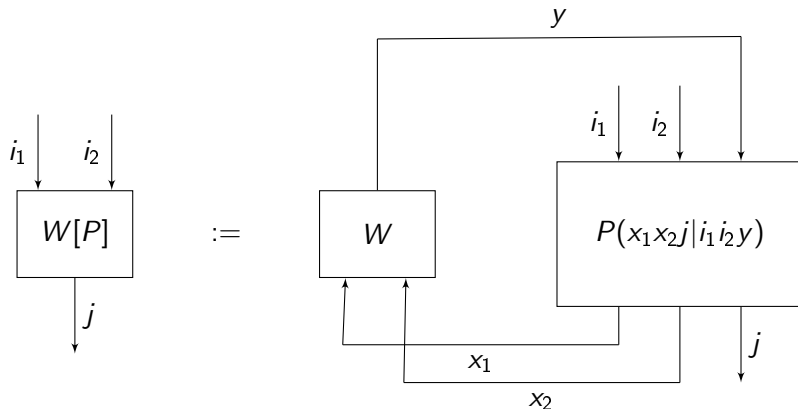 y
i₁ i₂
i₁ i₂
W[P] := W P(x₁x₂j|i₁i₂y)
j
j
x₁
x₂